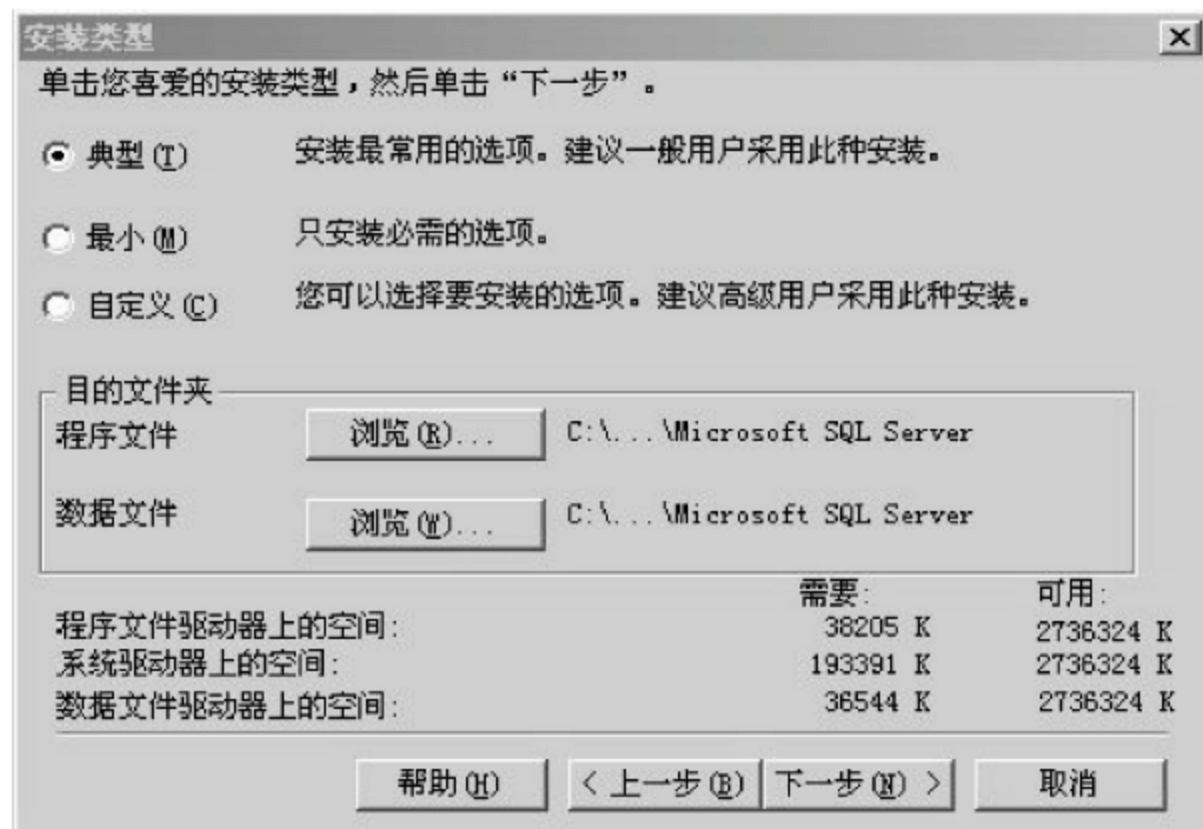 安装类型
单击您喜爱的安装类型，然后单击“下一步”。
典型(T) 安装最常用的选项。建议一般用户采用此种安装。
最小(M) 只安装必需的选项。
自定义(C) 您可以选择要安装的选项。建议高级用户采用此种安装。
目的文件夹
程序文件 浏览(R)... C:\...\Microsoft SQL Server
数据文件 浏览(W)... C:\...\Microsoft SQL Server
需要: 可用:
程序文件驱动器上的空间: 38205 K 2736324 K
系统驱动器上的空间: 193391 K 2736324 K
数据文件驱动器上的空间: 36544 K 2736324 K
帮助(H) < 上一步(B) 下一步(N) > 取消